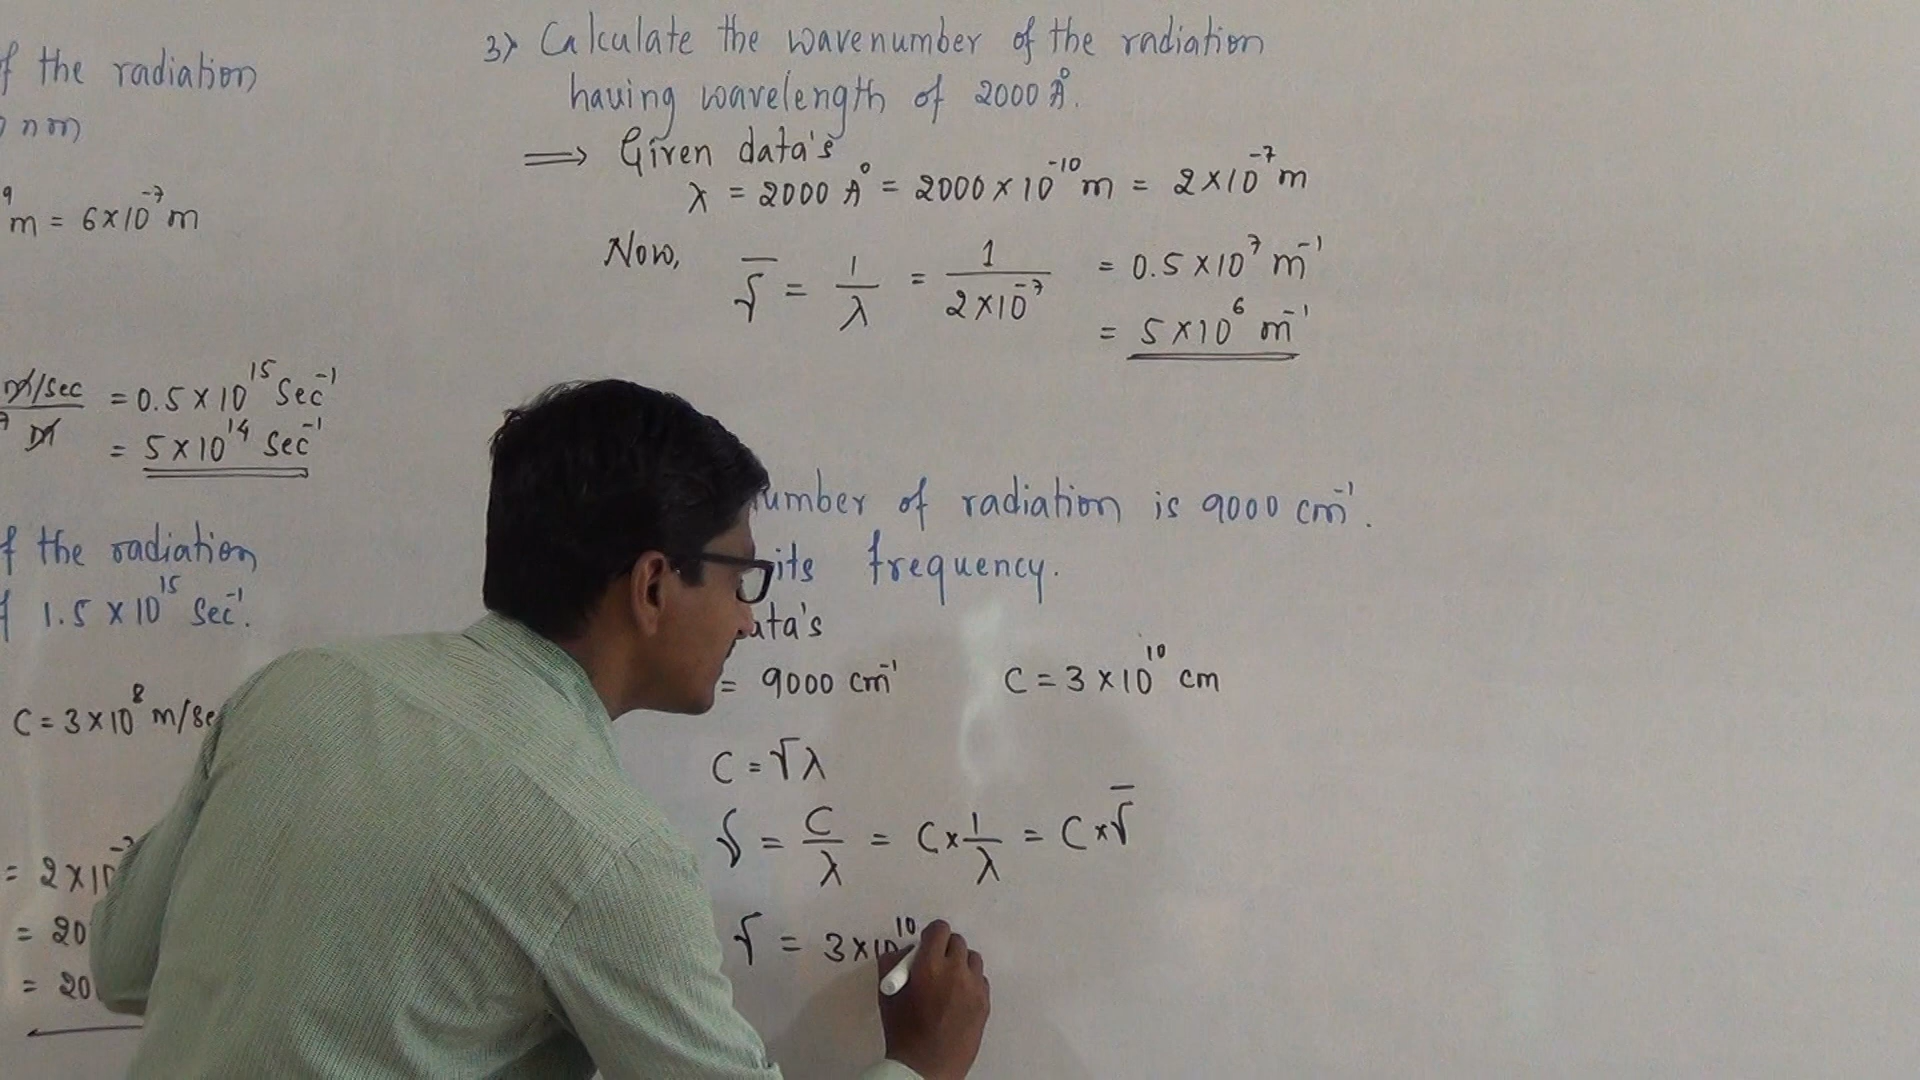 f the radiation
nm
9
m = 6×10⁻⁷ m
m/sec = 0.5 × 10¹⁵ Sec⁻¹
m = 5 × 10¹⁴ Sec⁻¹
f the radiation
1.5 × 10¹⁵ Sec⁻¹.
C = 3×10⁸ m/Se
= 2×1
= 20
= 20
3) Calculate the wavenumber of the radiation
having wavelength of 2000 Å.
⟹ Given data's
λ = 2000 Å = 2000 × 10⁻¹⁰ m = 2 × 10⁻⁷ m
Now, ν̅ = 1/λ = 1/2×10⁻⁷ = 0.5 × 10⁷ m⁻¹
= 5 × 10⁶ m⁻¹
umber of radiation is 9000 cm⁻¹.
its frequency.
ata's
= 9000 cm⁻¹ C = 3 × 10¹⁰ cm
C = νλ
ν = C/λ = C × 1/λ = C × ν̅
ν = 3×10¹⁰